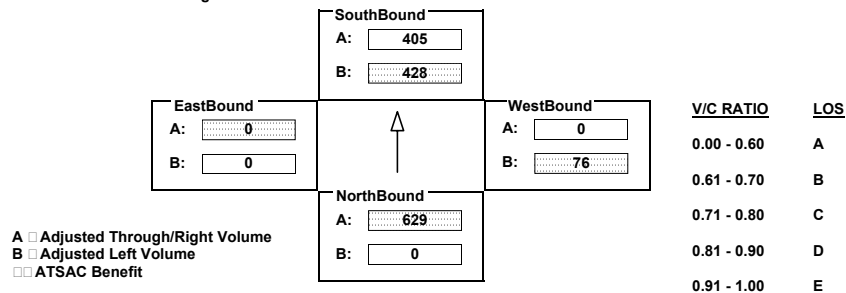 SouthBound
A: 405
B: 428
EastBound
A: 0
B: 0
WestBound
A: 0
B: 76
NorthBound
A: 629
B: 0
A □ Adjusted Through/Right Volume
B □ Adjusted Left Volume
□□ ATSAC Benefit
V/C RATIO LOS
0.00 - 0.60 A
0.61 - 0.70 B
0.71 - 0.80 C
0.81 - 0.90 D
0.91 - 1.00 E